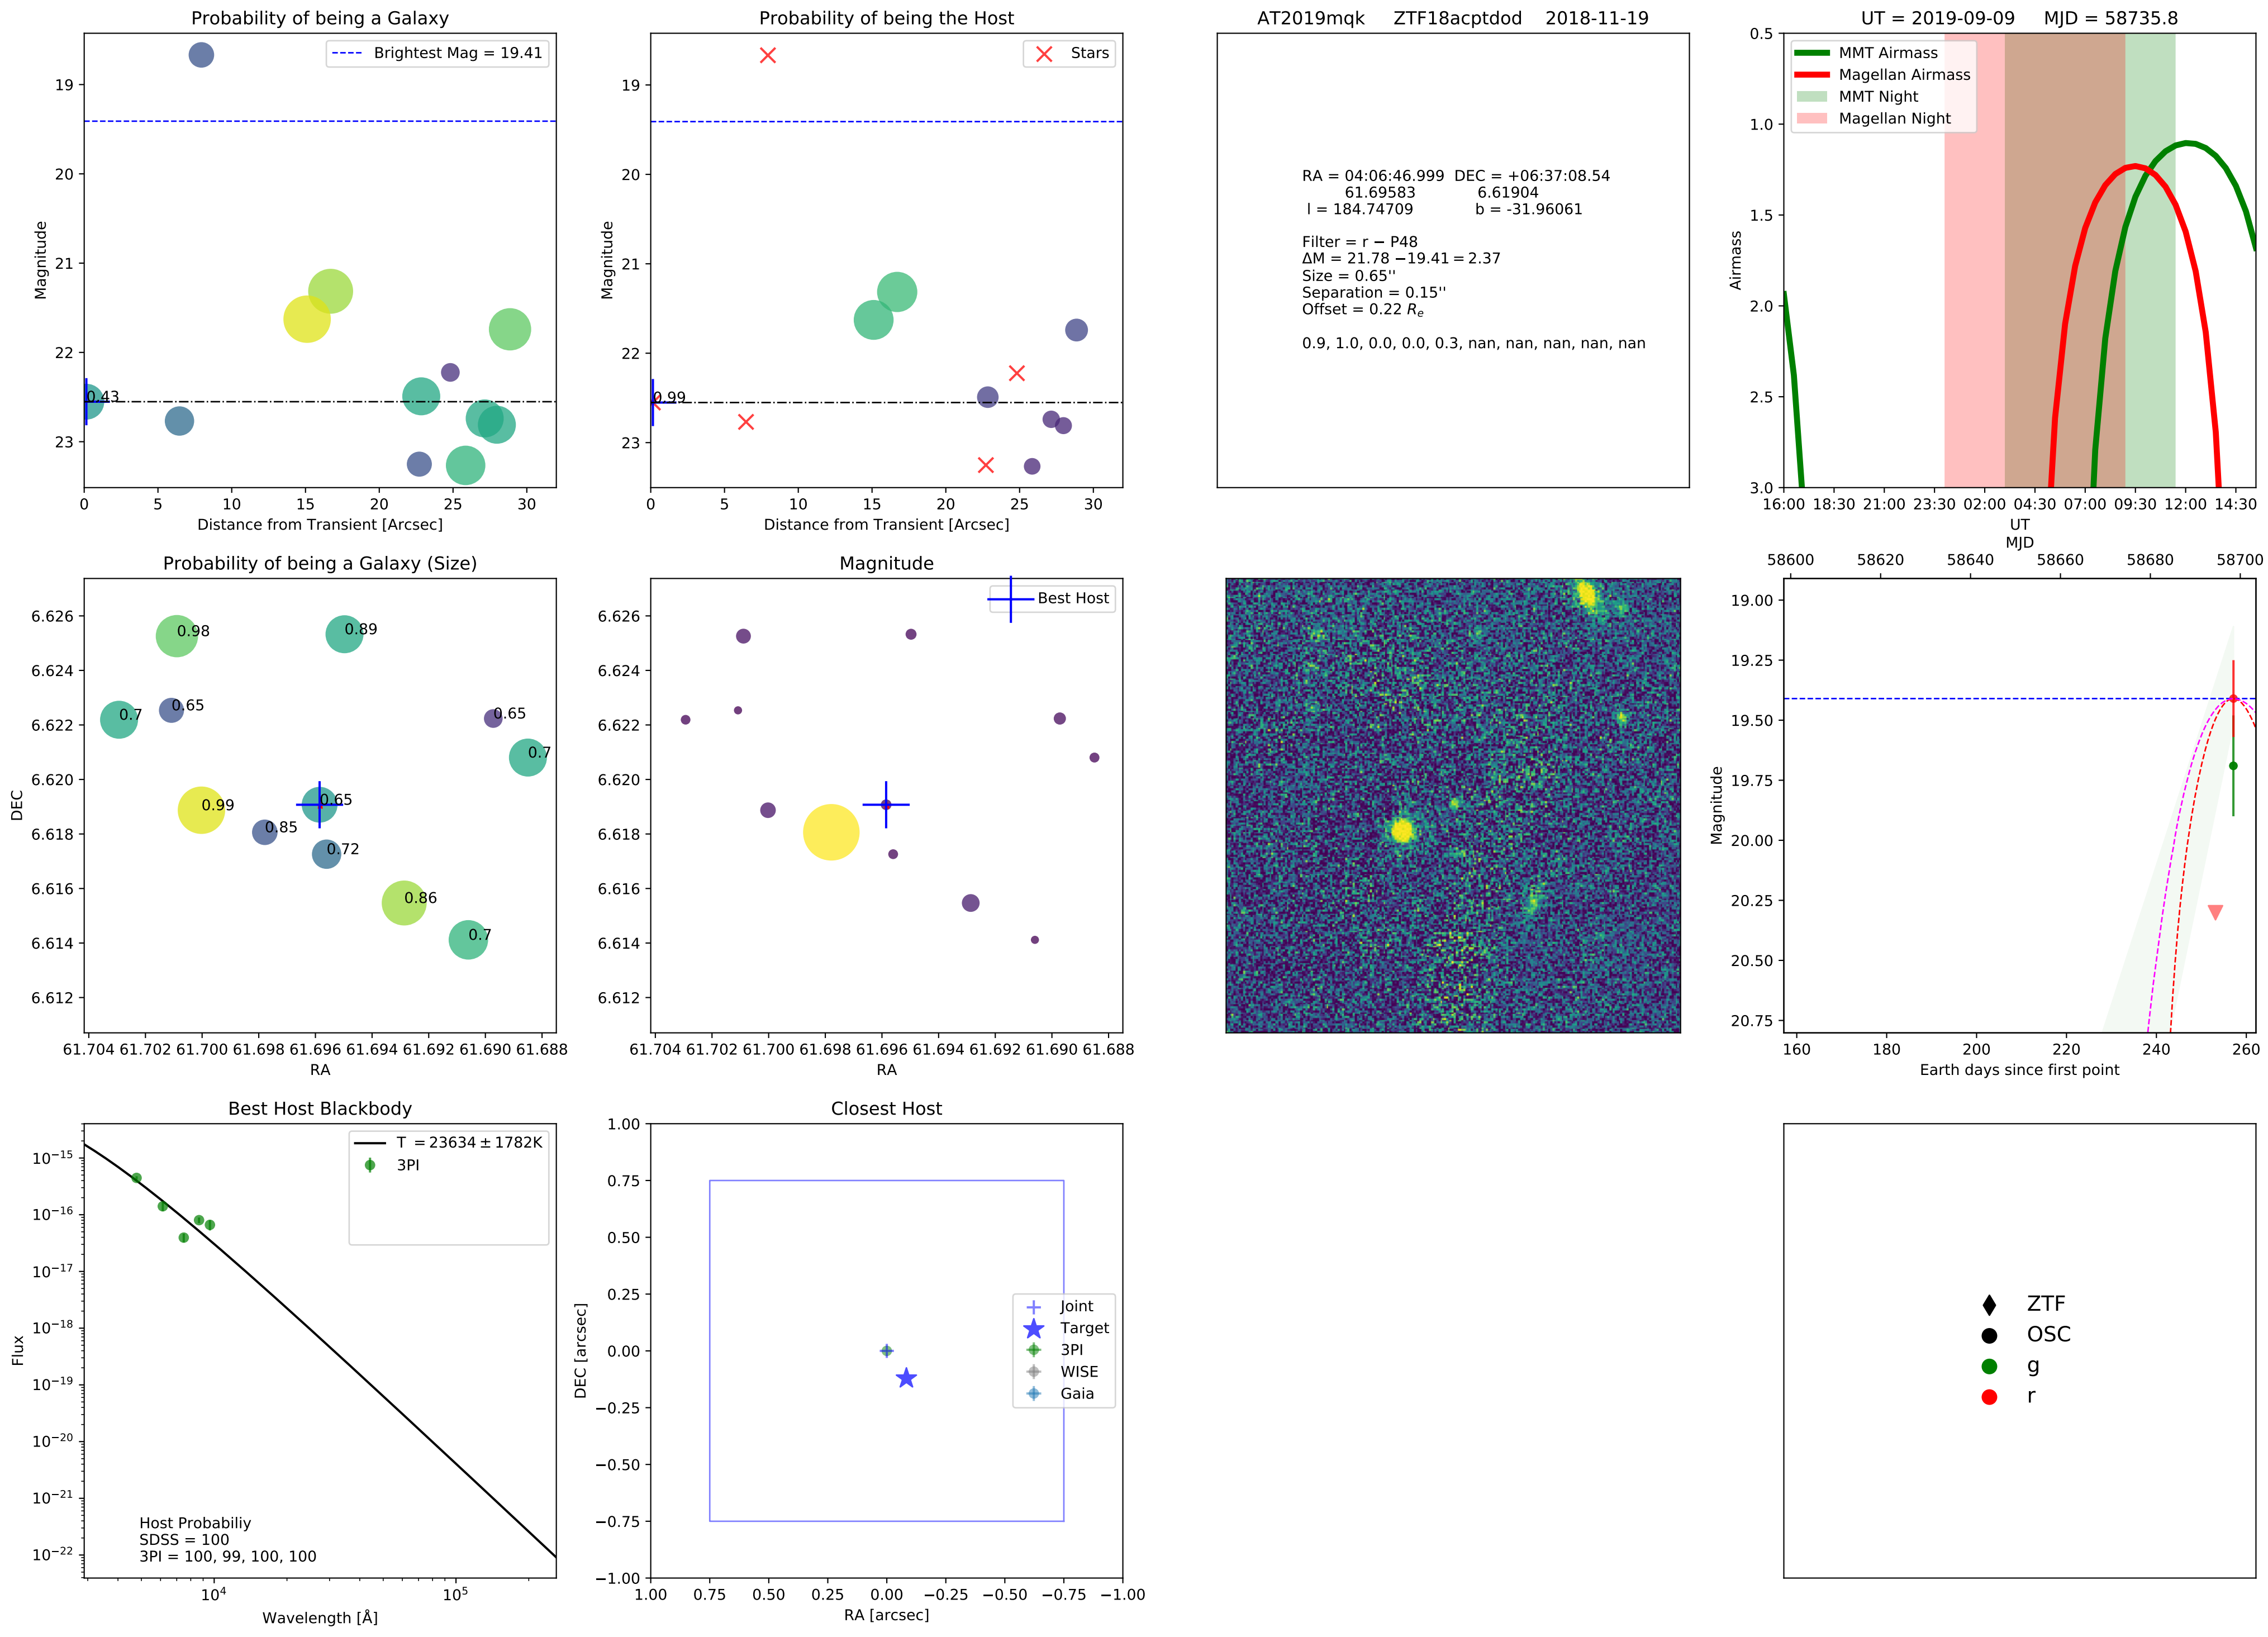 Probability of being a Galaxy
Brightest Mag = 19.41
19
20
21
22
23
Magnitude
0.43
0 5 10 15 20 25 30
Distance from Transient [Arcsec]
Probability of being the Host
Stars
19
20
21
22
23
Magnitude
0.99
0 5 10 15 20 25 30
Distance from Transient [Arcsec]
AT2019mqk ZTF18acptdod 2018-11-19
RA = 04:06:46.999 DEC = +06:37:08.54
61.69583 6.61904
l = 184.74709 b = -31.96061
Filter = r − P48
ΔM = 21.78 −19.41 = 2.37
Size = 0.65''
Separation = 0.15''
Offset = 0.22 Re
0.9, 1.0, 0.0, 0.0, 0.3, nan, nan, nan, nan, nan
UT = 2019-09-09 MJD = 58735.8
MMT Airmass
Magellan Airmass
MMT Night
Magellan Night
0.5
1.0
1.5
2.0
2.5
3.0
Airmass
16:00 18:30 21:00 23:30 02:00 04:30 07:00 09:30 12:00 14:30
UT
Probability of being a Galaxy (Size)
6.626
6.624
6.622
6.620
6.618
6.616
6.614
6.612
DEC
0.98
0.89
0.7
0.65
0.65
0.7
0.99
0.65
0.85
0.72
0.86
0.7
61.704 61.702 61.700 61.698 61.696 61.694 61.692 61.690 61.688
RA
Magnitude
Best Host
6.626
6.624
6.622
6.620
6.618
6.616
6.614
6.612
61.704 61.702 61.700 61.698 61.696 61.694 61.692 61.690 61.688
RA
MJD
58600 58620 58640 58660 58680 58700
19.00
19.25
19.50
19.75
20.00
20.25
20.50
20.75
Magnitude
160 180 200 220 240 260
Earth days since first point
Best Host Blackbody
T = 23634 ± 1782K
3PI
10−15
10−16
10−17
10−18
10−19
10−20
10−21
10−22
Flux
Host Probabiliy
SDSS = 100
3PI = 100, 99, 100, 100
104 105
Wavelength [Å]
Closest Host
1.00
0.75
0.50
0.25
0.00
−0.25
−0.50
−0.75
−1.00
DEC [arcsec]
Joint
Target
3PI
WISE
Gaia
1.00 0.75 0.50 0.25 0.00 −0.25 −0.50 −0.75 −1.00
RA [arcsec]
ZTF
OSC
g
r